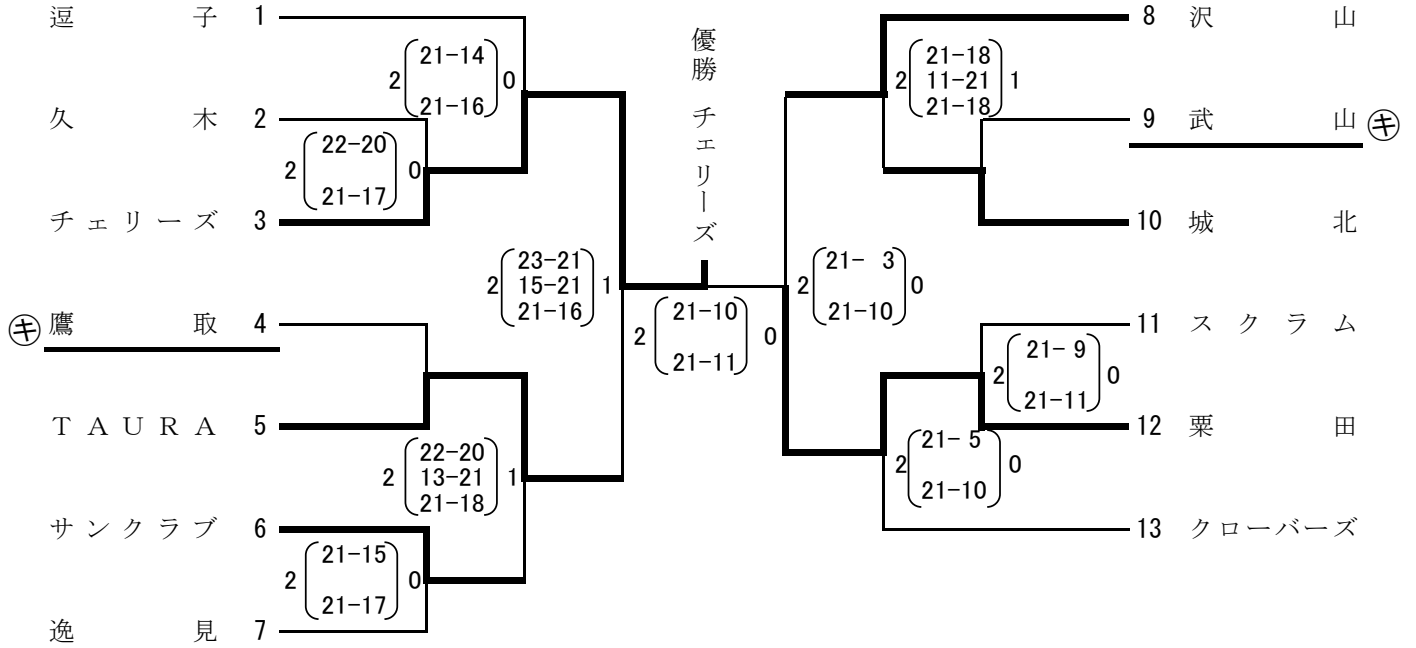 逗子 1
2 21-14 0
21-16
久木 2
2 22-20 0
21-17
チェリーズ 3
2 23-21 1
15-21
21-16
㋖ 鷹取 4
TAURA 5
2 22-20 1
13-21
21-18
サンクラブ 6
2 21-15 0
21-17
逸見 7
優勝 チェリーズ
2 21-10 0
21-11
8 沢山
2 21-18 1
11-21
21-18
9 武山 ㋖
10 城北
2 21- 3 0
21-10
11 スクラム
2 21- 9 0
21-11
12 粟田
2 21- 5 0
21-10
13 クローバーズ